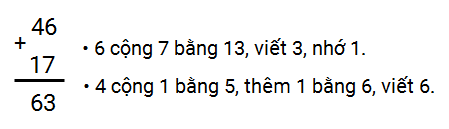 46
+
17
63
• 6 cộng 7 bằng 13, viết 3, nhớ 1.
• 4 cộng 1 bằng 5, thêm 1 bằng 6, viết 6.